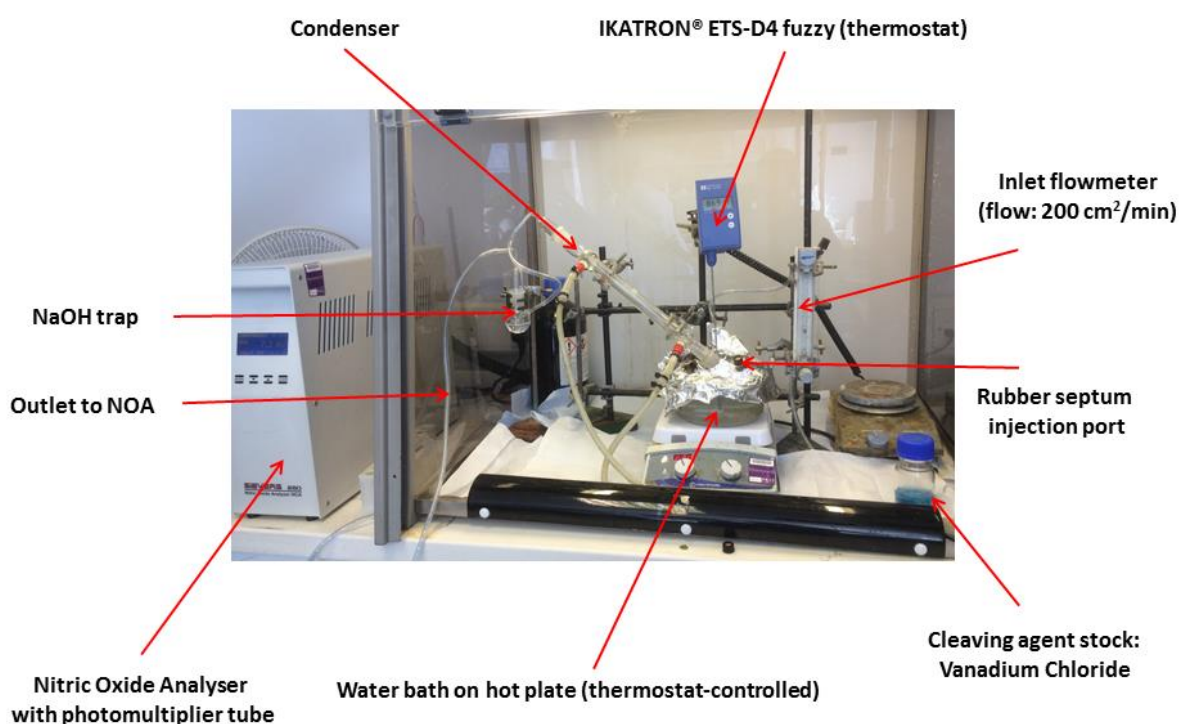 Condenser
IKATRON® ETS-D4 fuzzy (thermostat)
Inlet flowmeter
(flow: 200 cm²/min)
NaOH trap
Outlet to NOA
Rubber septum
injection port
Cleaving agent stock:
Vanadium Chloride
Nitric Oxide Analyser
with photomultiplier tube
Water bath on hot plate (thermostat-controlled)
SIEVERS